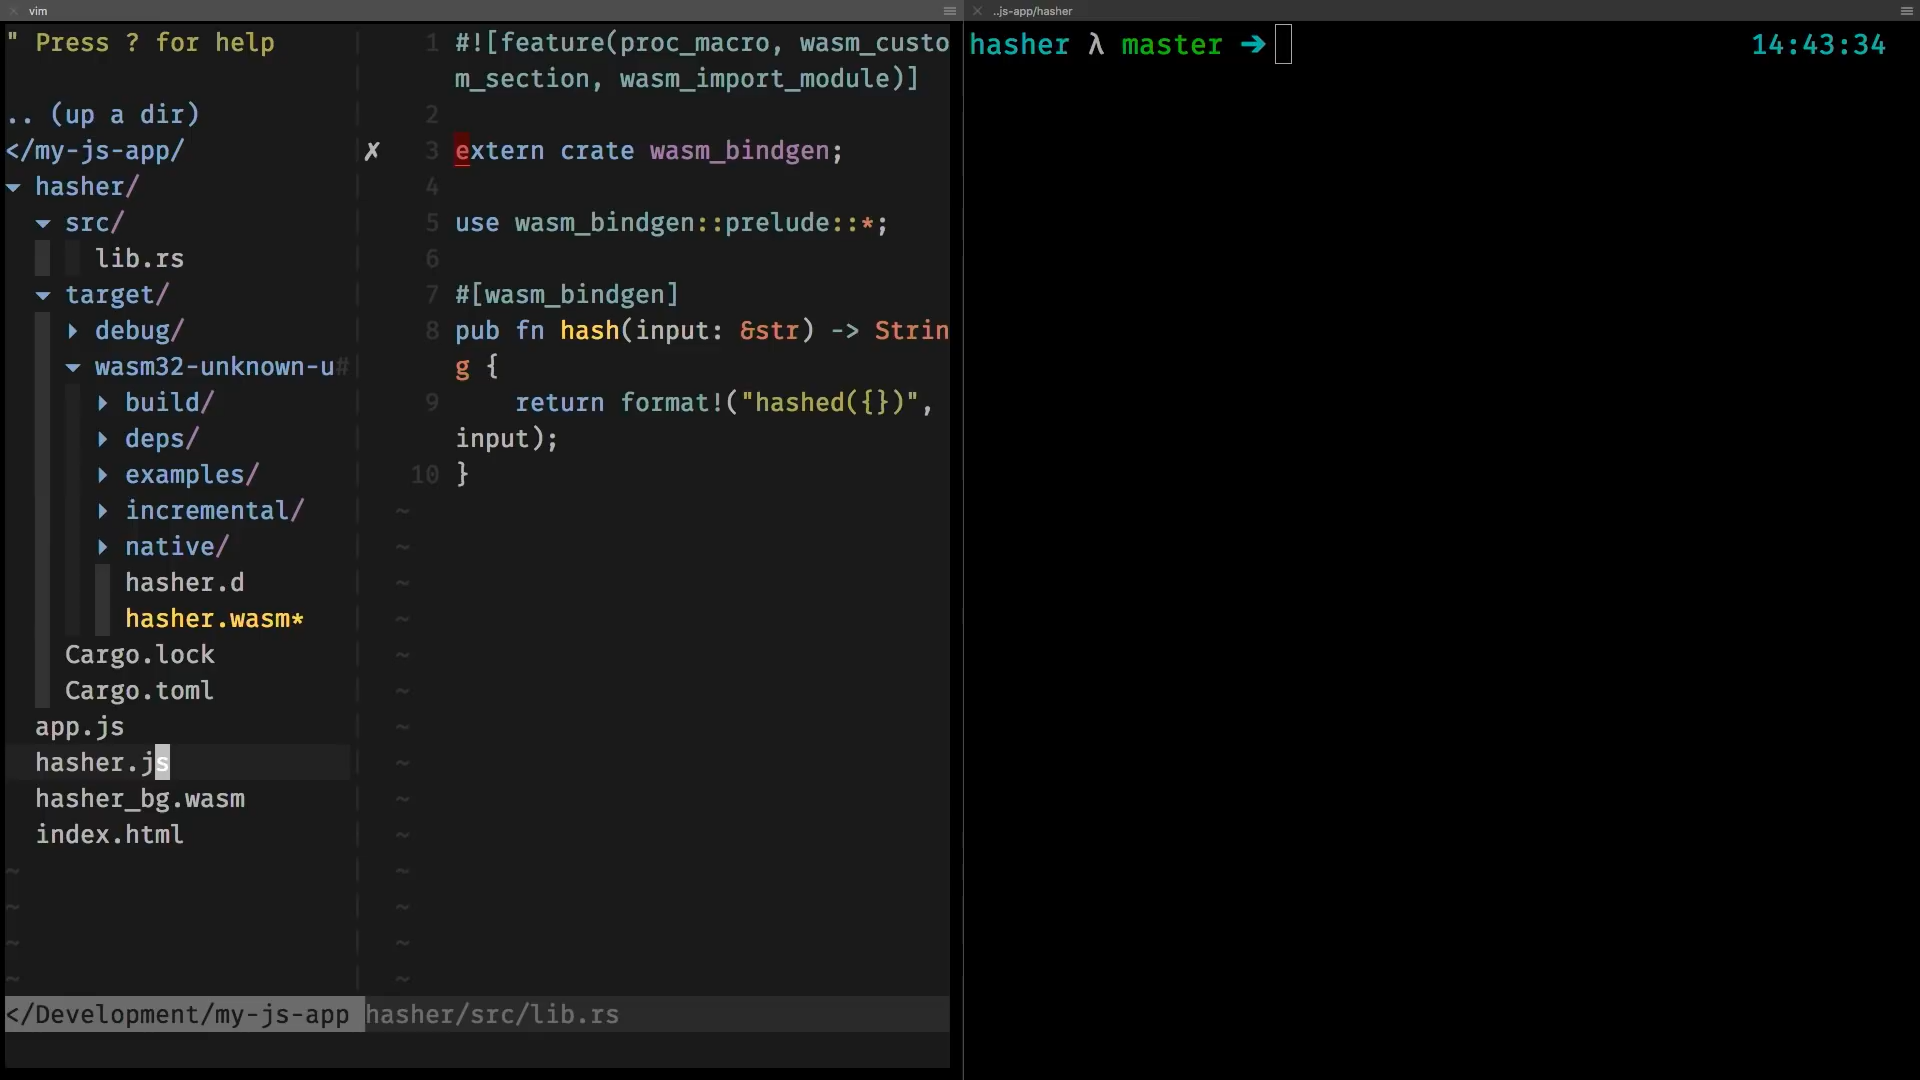 vim
" Press ? for help
.. (up a dir)
</my-js-app/
▾ hasher/
▾ src/
lib.rs
▾ target/
▸ debug/
▾ wasm32-unknown-u#
▸ build/
▸ deps/
▸ examples/
▸ incremental/
▸ native/
hasher.d
hasher.wasm*
Cargo.lock
Cargo.toml
app.js
hasher.js
hasher_bg.wasm
index.html
~
~
~
~
</Development/my-js-app
1 #![feature(proc_macro, wasm_custo
m_section, wasm_import_module)]
2
✗ 3 extern crate wasm_bindgen;
4
5 use wasm_bindgen::prelude::*;
6
7 #[wasm_bindgen]
8 pub fn hash(input: &str) -> Strin
g {
9 return format!("hashed({})",
input);
10 }
~
~
~
~
~
~
~
~
~
~
~
~
~
~
hasher/src/lib.rs
..js-app/hasher
hasher λ master ➔ 14:43:34